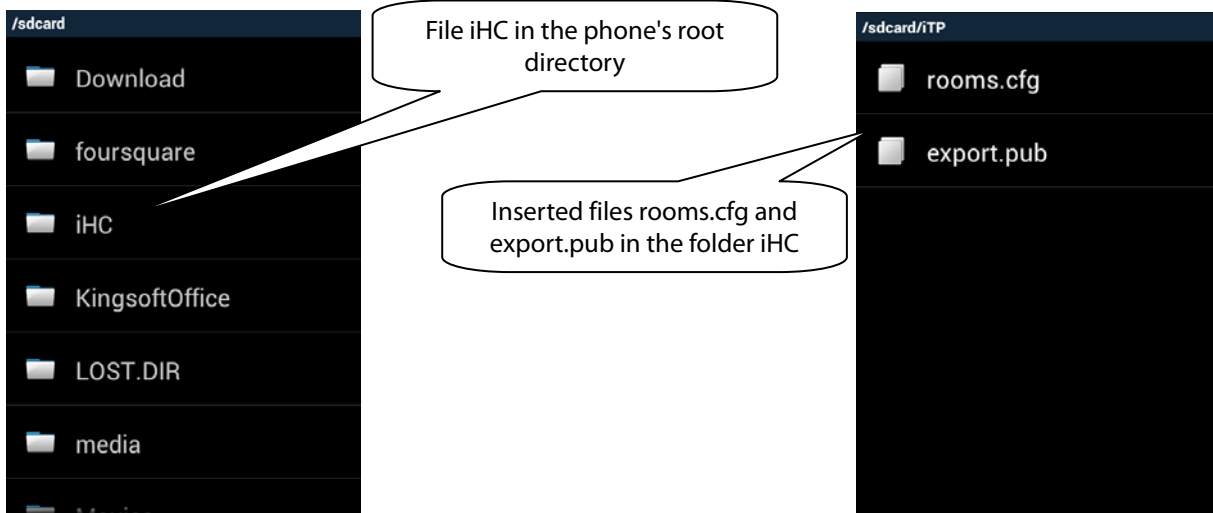 /sdcard
Download
foursquare
iHC
KingsoftOffice
LOST.DIR
media
File iHC in the phone's root
directory
Inserted files rooms.cfg and
export.pub in the folder iHC
/sdcard/iTP
rooms.cfg
export.pub